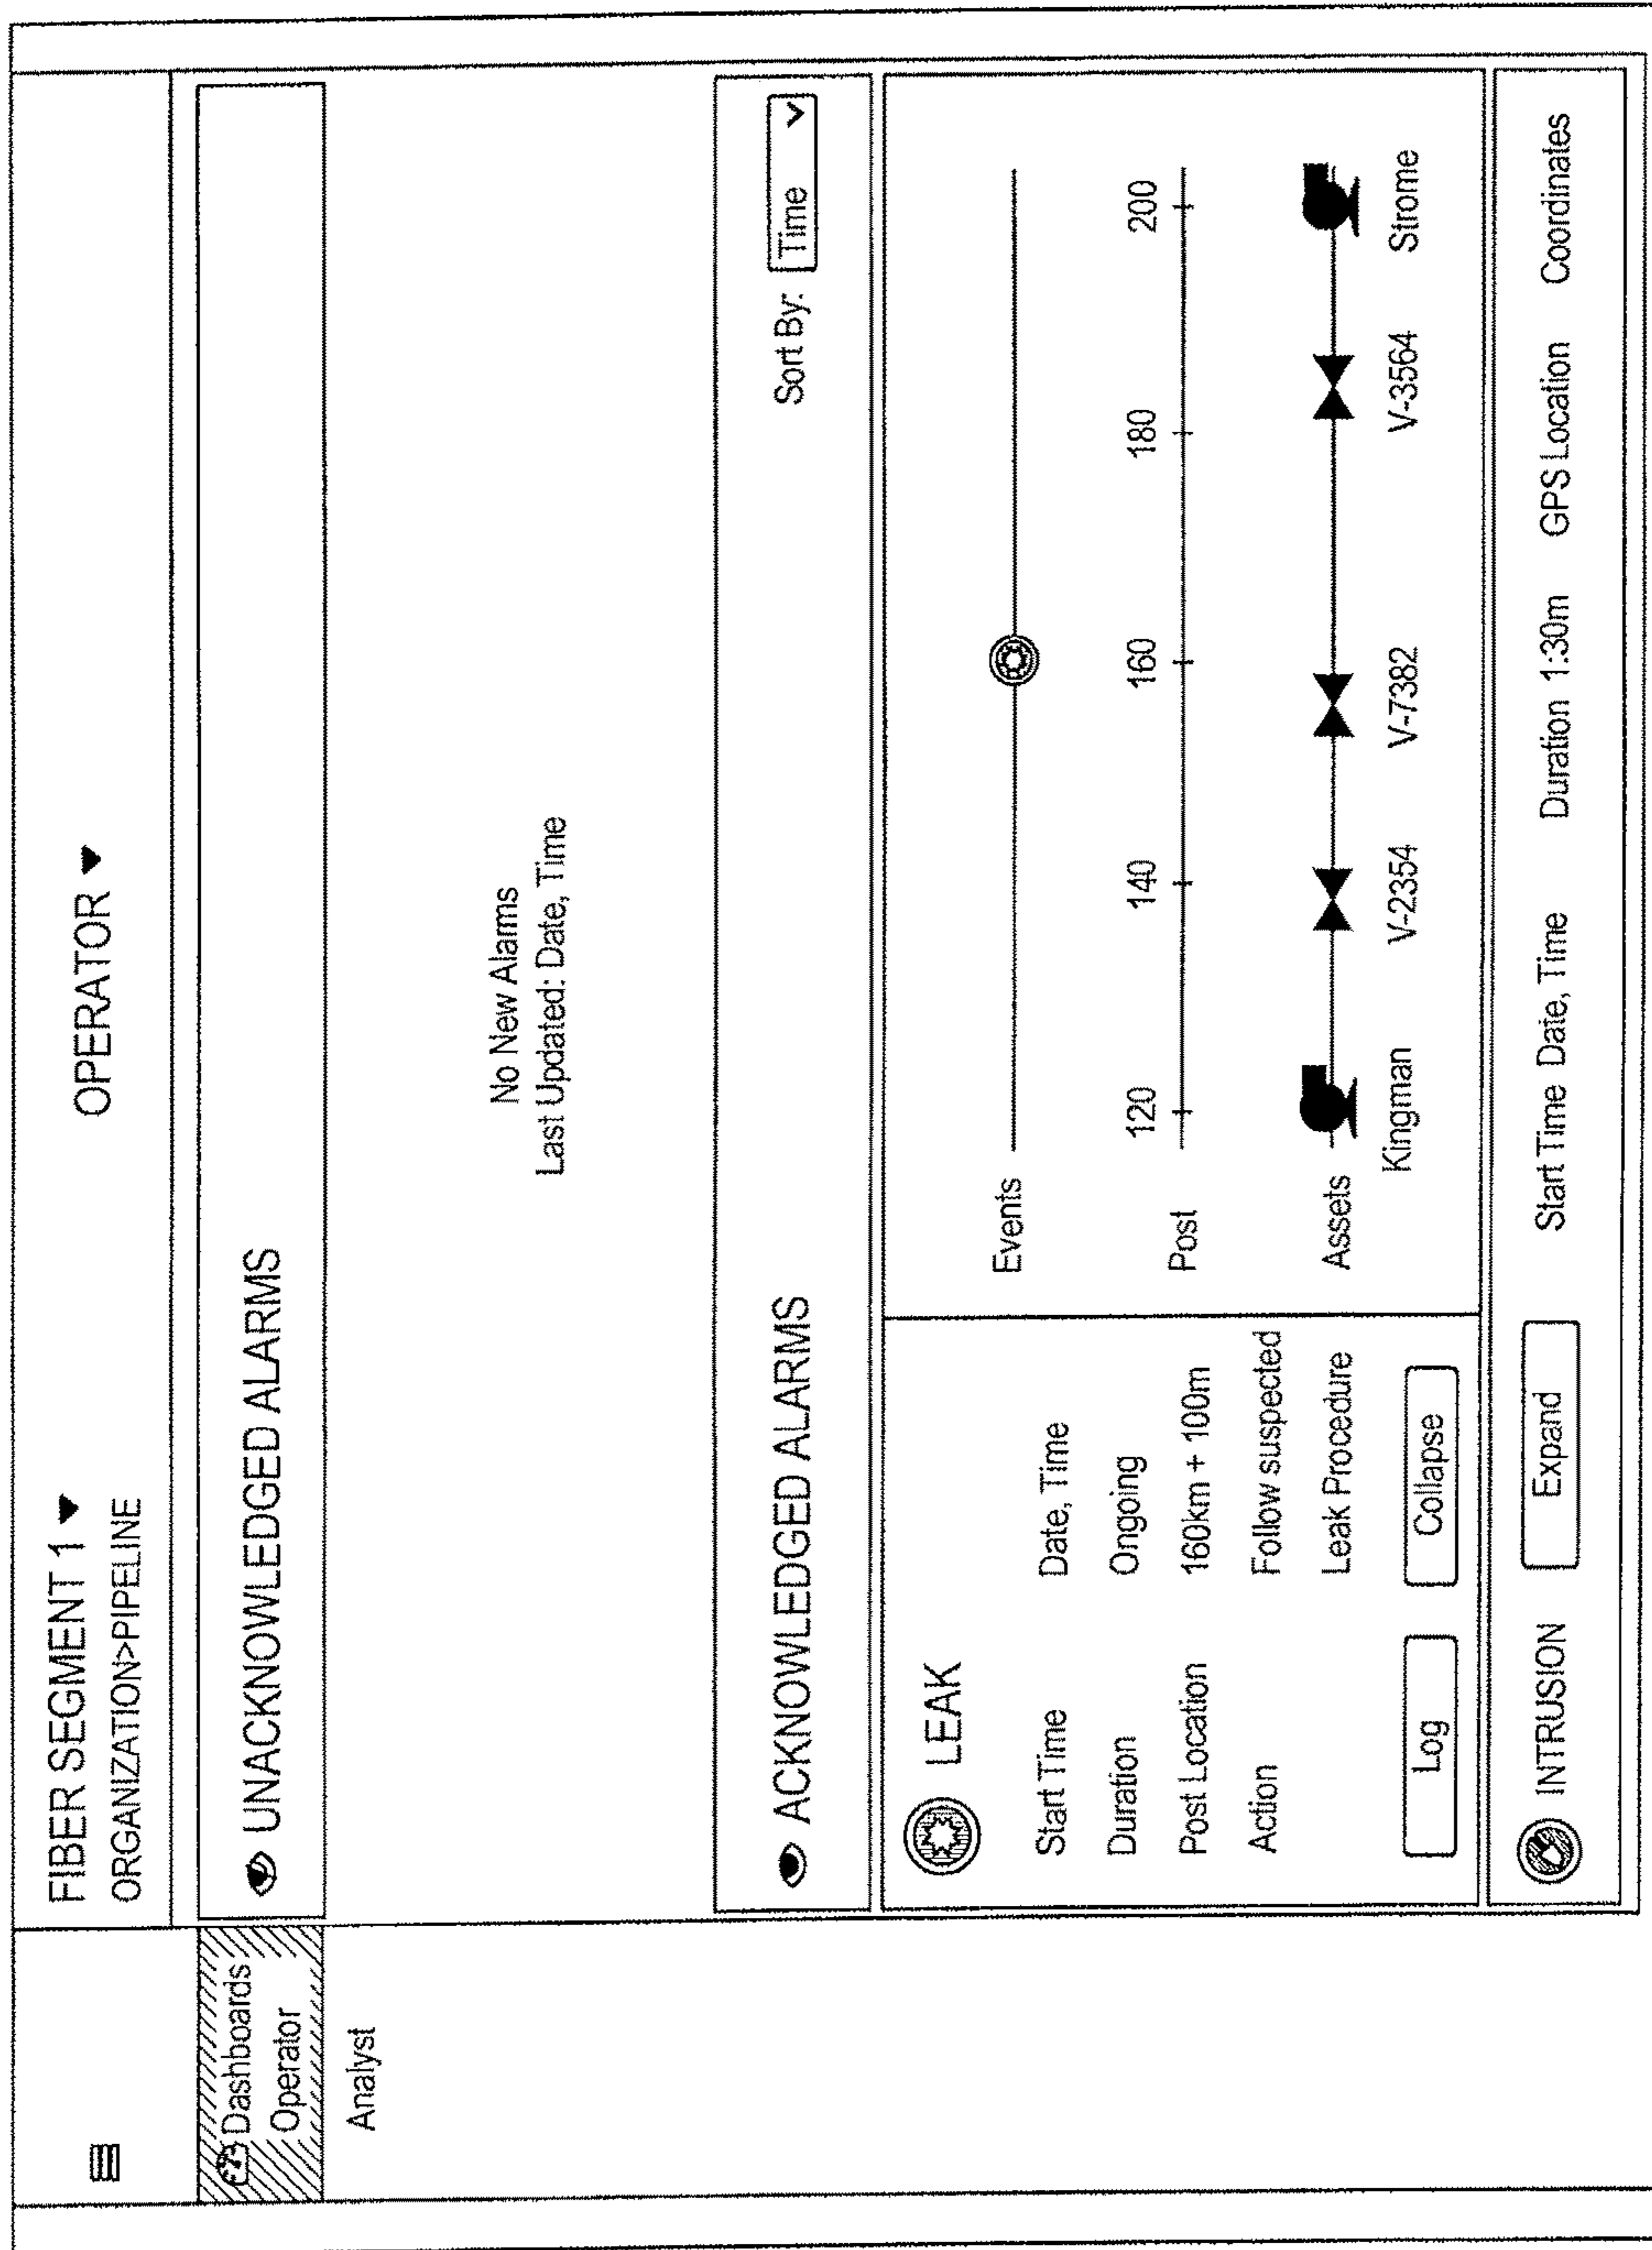 FIBER SEGMENT 1
ORGANIZATION>PIPELINE
OPERATOR
Dashboards
Operator
Analyst
UNACKNOWLEDGED ALARMS
No New Alarms
Last Updated: Date, Time
ACKNOWLEDGED ALARMS
Sort By: Time
LEAK
Start Time Date, Time
Duration Ongoing
Post Location 160km + 100m
Action Follow suspected
Leak Procedure
Log Collapse
Events
Post 120 140 160 180 200
Assets
Kingman V-2354 V-7382 V-3564 Strome
INTRUSION Expand Start Time Date, Time Duration 1:30m GPS Location Coordinates